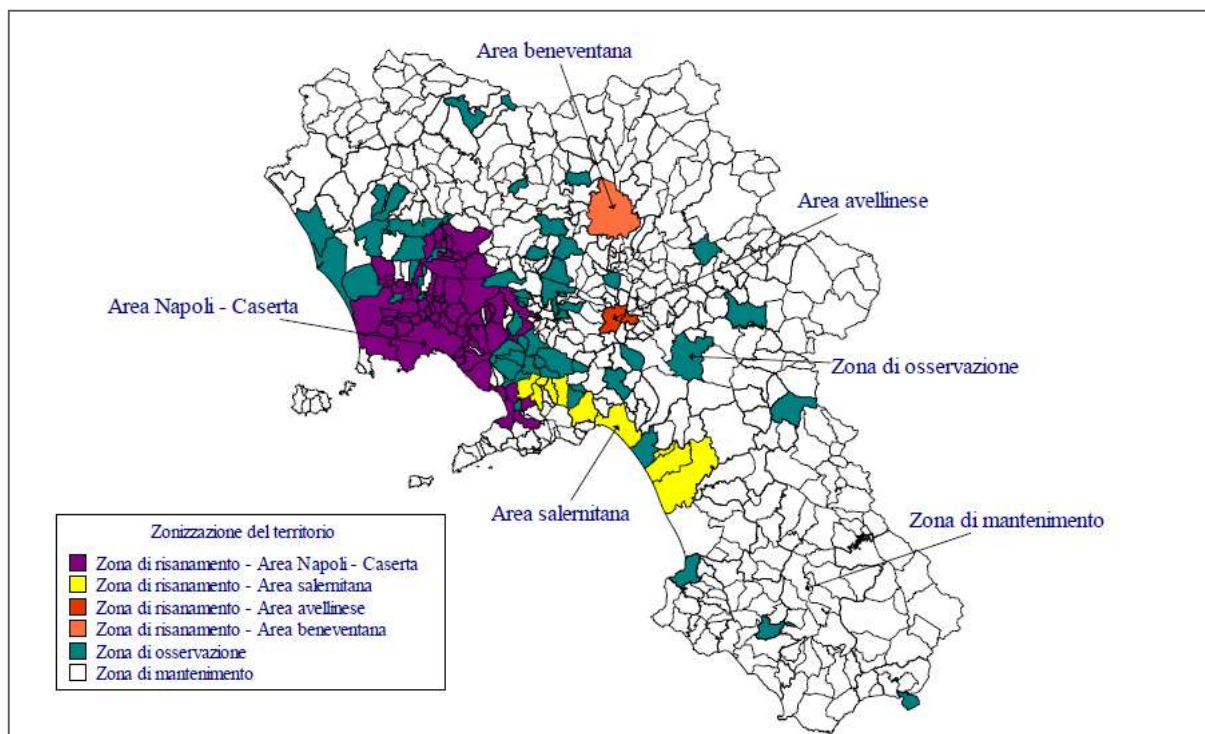 Area beneventana
Area avellinese
Area Napoli - Caserta
Zona di osservazione
Area salernitana
Zona di mantenimento
Zonizzazione del territorio
Zona di risanamento - Area Napoli - Caserta
Zona di risanamento - Area salernitana
Zona di risanamento - Area avellinese
Zona di risanamento - Area beneventana
Zona di osservazione
Zona di mantenimento